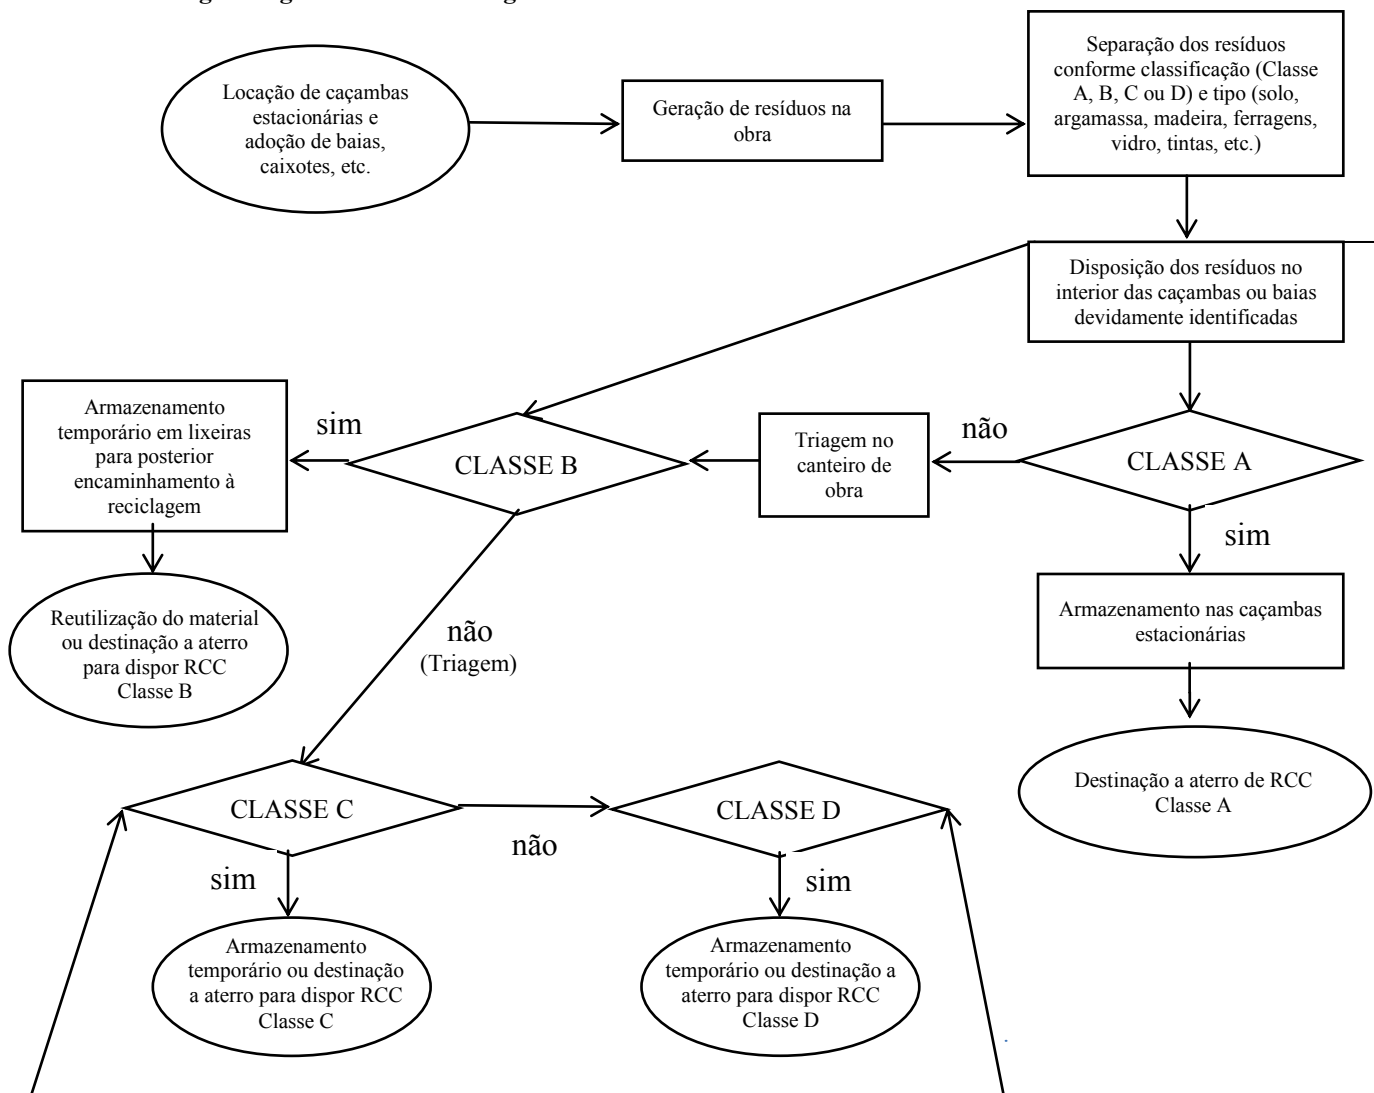 Locação de caçambas
estacionárias e
adoção de baias,
caixotes, etc.
Geração de resíduos na
obra
Separação dos resíduos
conforme classificação (Classe
A, B, C ou D) e tipo (solo,
argamassa, madeira, ferragens,
vidro, tintas, etc.)
Disposição dos resíduos no
interior das caçambas ou baias
devidamente identificadas
Armazenamento
temporário em lixeiras
para posterior
encaminhamento à
reciclagem
sim
CLASSE B
Triagem no
canteiro de
obra
não
CLASSE A
sim
Reutilização do material
ou destinação a aterro
para dispor RCC
Classe B
não
(Triagem)
Armazenamento nas caçambas
estacionárias
Destinação a aterro de RCC
Classe A
CLASSE C
não
CLASSE D
sim
sim
Armazenamento
temporário ou destinação
a aterro para dispor RCC
Classe C
Armazenamento
temporário ou destinação a
aterro para dispor RCC
Classe D